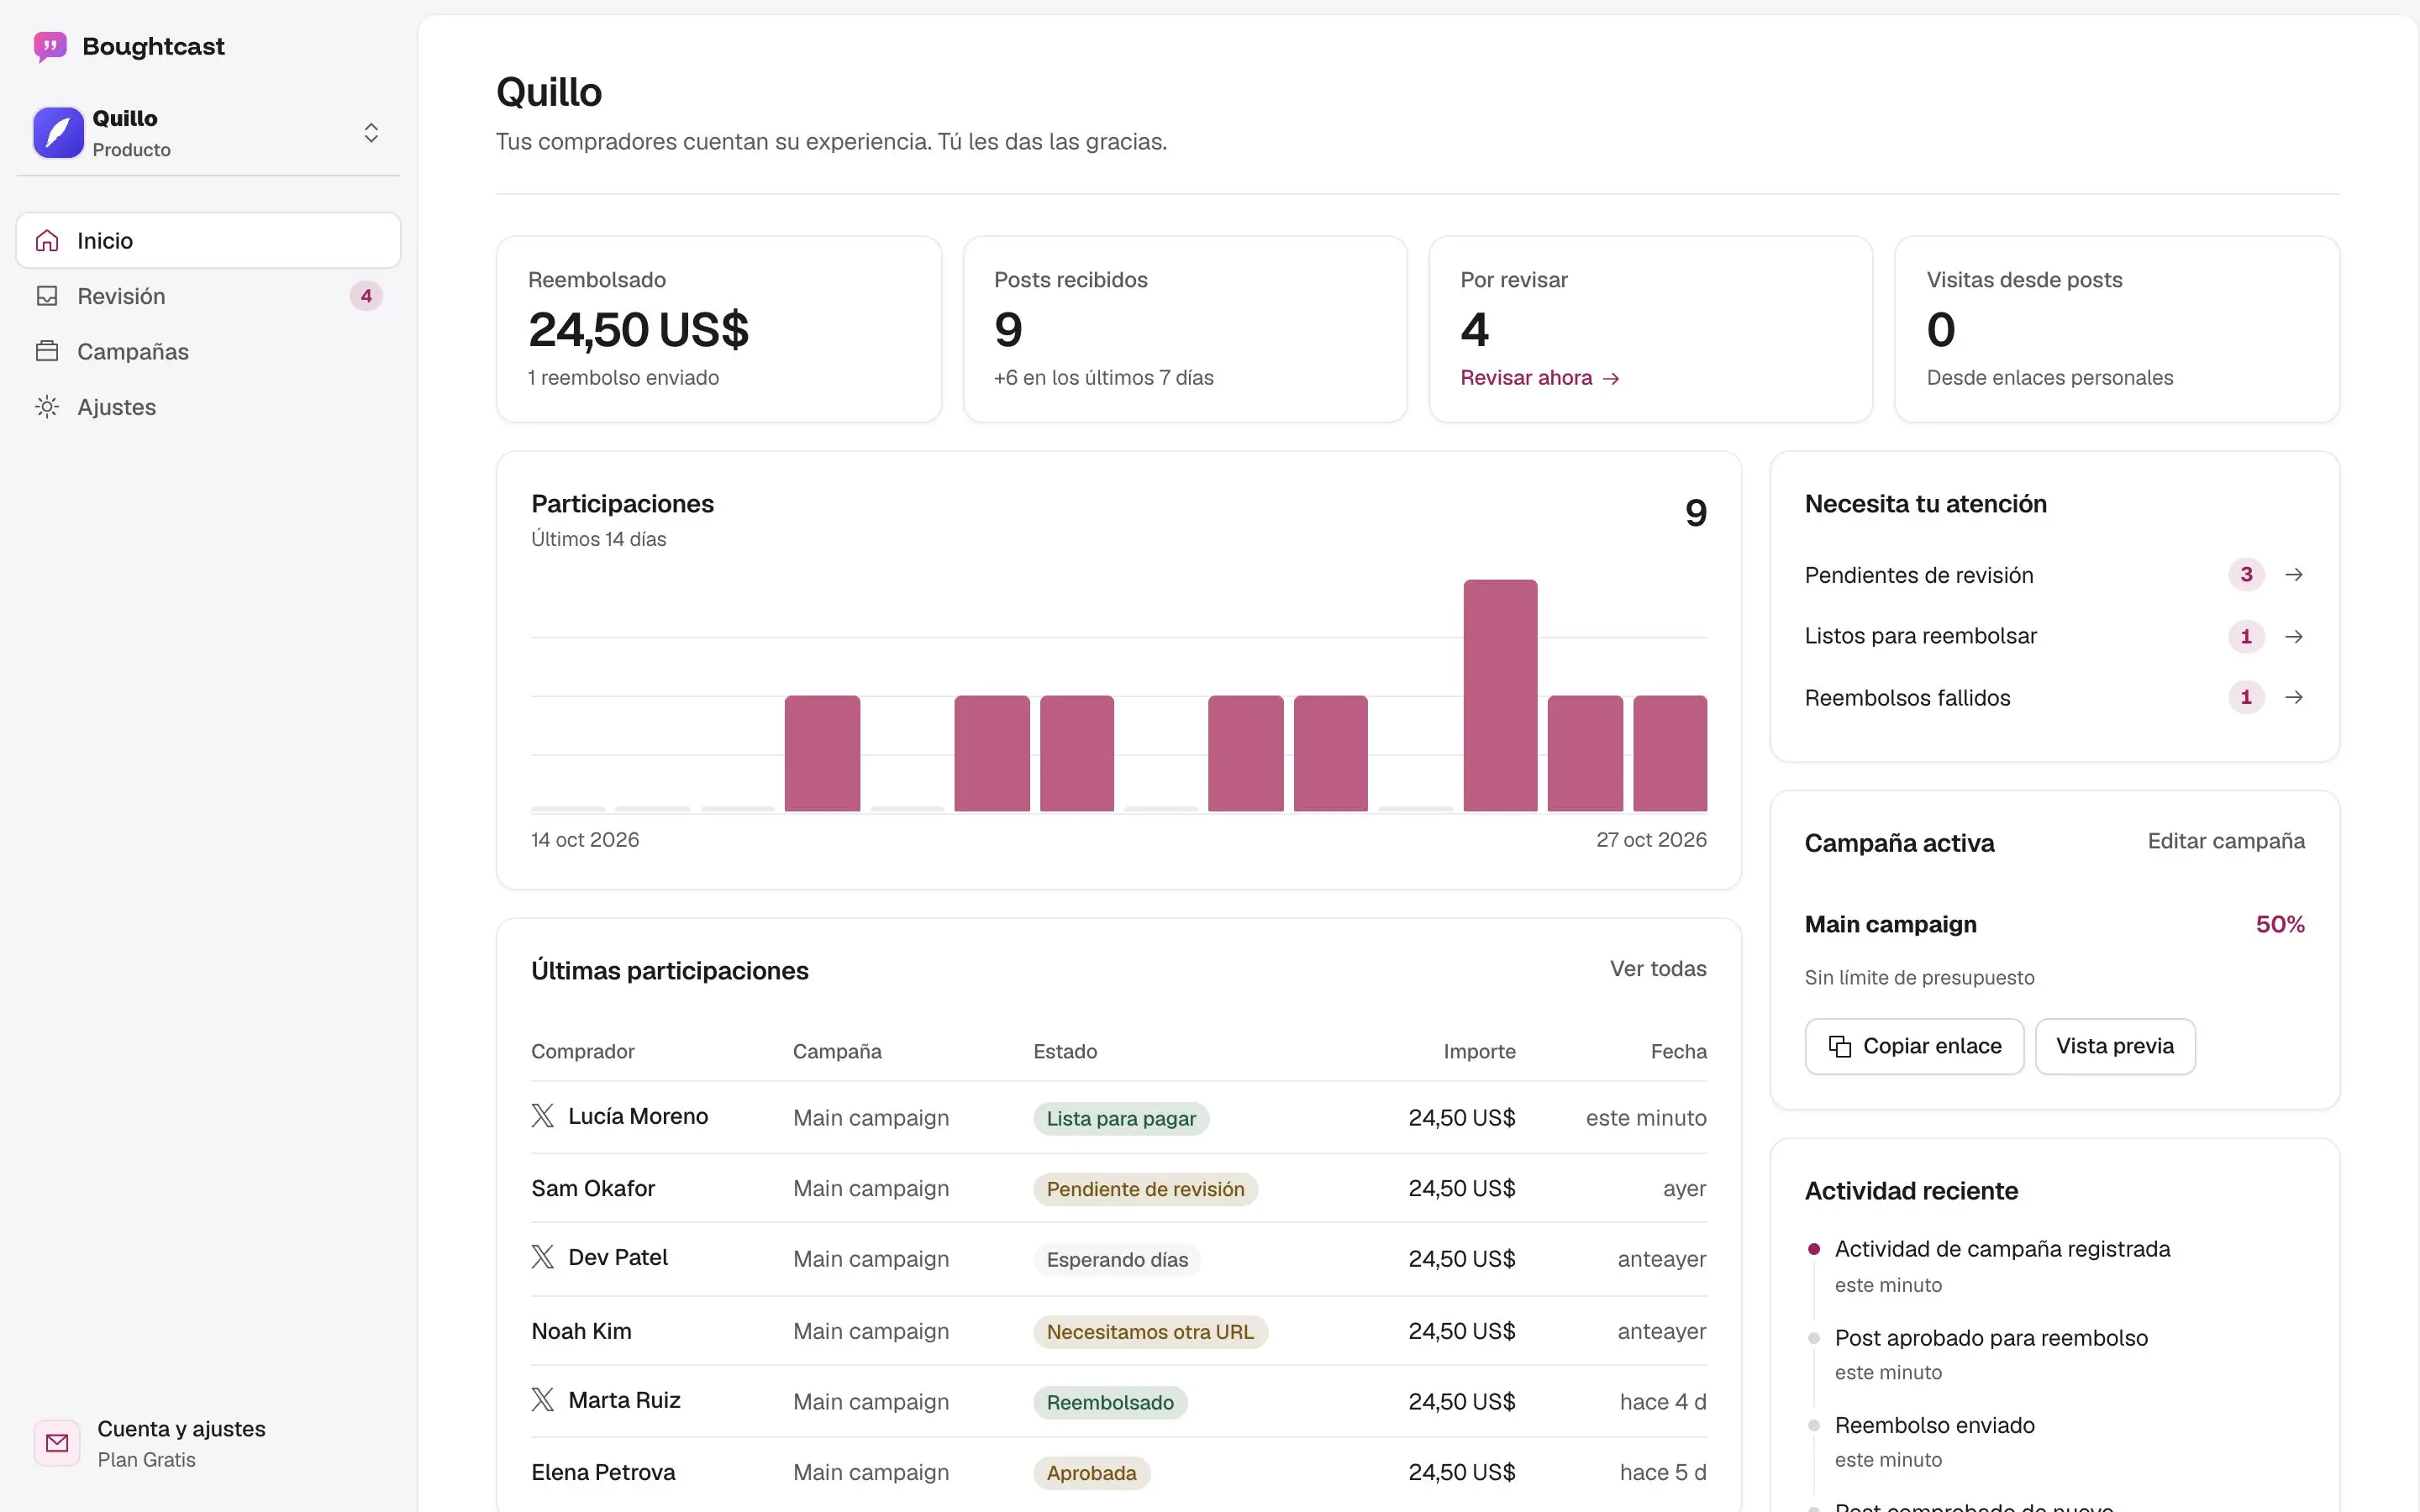 Boughtcast
Quillo
Producto
Inicio
Revisión 4
Campañas
Ajustes
Cuenta y ajustes
Plan Gratis
Quillo
Tus compradores cuentan su experiencia. Tú les das las gracias.
Reembolsado
24,50 US$
1 reembolso enviado
Posts recibidos
9
+6 en los últimos 7 días
Por revisar
4
Revisar ahora →
Visitas desde posts
0
Desde enlaces personales
Participaciones
Últimos 14 días
9
14 oct 2026
27 oct 2026
Últimas participaciones
Ver todas
Comprador Campaña Estado Importe Fecha
Lucía Moreno Main campaign Lista para pagar 24,50 US$ este minuto
Sam Okafor Main campaign Pendiente de revisión 24,50 US$ ayer
Dev Patel Main campaign Esperando días 24,50 US$ anteayer
Noah Kim Main campaign Necesitamos otra URL 24,50 US$ anteayer
Marta Ruiz Main campaign Reembolsado 24,50 US$ hace 4 d
Elena Petrova Main campaign Aprobada 24,50 US$ hace 5 d
Necesita tu atención
Pendientes de revisión 3 →
Listos para reembolsar 1 →
Reembolsos fallidos 1 →
Campaña activa
Editar campaña
Main campaign 50%
Sin límite de presupuesto
Copiar enlace
Vista previa
Actividad reciente
Actividad de campaña registrada
este minuto
Post aprobado para reembolso
este minuto
Reembolso enviado
este minuto
Post comprobado de nuevo